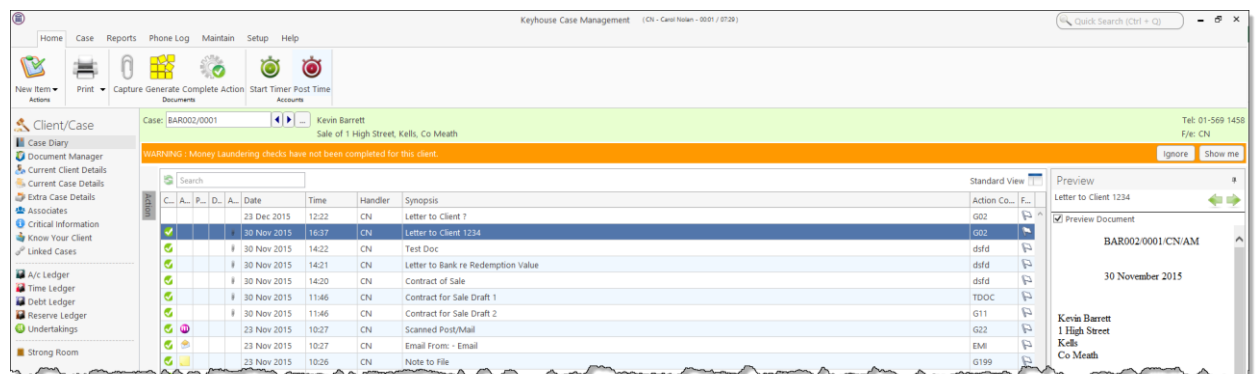 Keyhouse Case Management (CN - Carol Nolan - 0001 / 0729)
Quick Search (Ctrl + Q)
Home Case Reports Phone Log Maintain Setup Help
New Item Print Capture Generate Complete Action Start Timer Post Time
Actions Documents Accounts
Client/Case
Case Diary
Document Manager
Current Client Details
Current Case Details
Extra Case Details
Associates
Critical Information
Know Your Client
Linked Cases
A/c Ledger
Time Ledger
Debt Ledger
Reserve Ledger
Undertakings
Strong Room
Case: BAR002/0001 ... Kevin Barrett Tel: 01-569 1458
Sale of 1 High Street, Kells, Co Meath F/e: CN
WARNING : Money Laundering checks have not been completed for this client. Ignore Show me
Action
Search Standard View
C... A... P... D... A... Date Time Handler Synopsis Action Co... F...
23 Dec 2015 12:22 CN Letter to Client ? G02
30 Nov 2015 16:37 CN Letter to Client 1234 G02
30 Nov 2015 14:22 CN Test Doc dsfd
30 Nov 2015 14:21 CN Letter to Bank re Redemption Value dsfd
30 Nov 2015 14:20 CN Contract of Sale dsfd
30 Nov 2015 11:46 CN Contract for Sale Draft 1 TDOC
30 Nov 2015 11:46 CN Contract for Sale Draft 2 G11
23 Nov 2015 10:27 CN Scanned Post/Mail G22
23 Nov 2015 10:27 CN Email From: - Email EMI
23 Nov 2015 10:26 CN Note to File G199
Preview
Letter to Client 1234
Preview Document
BAR002/0001/CN/AM
30 November 2015
Kevin Barrett
1 High Street
Kells
Co Meath